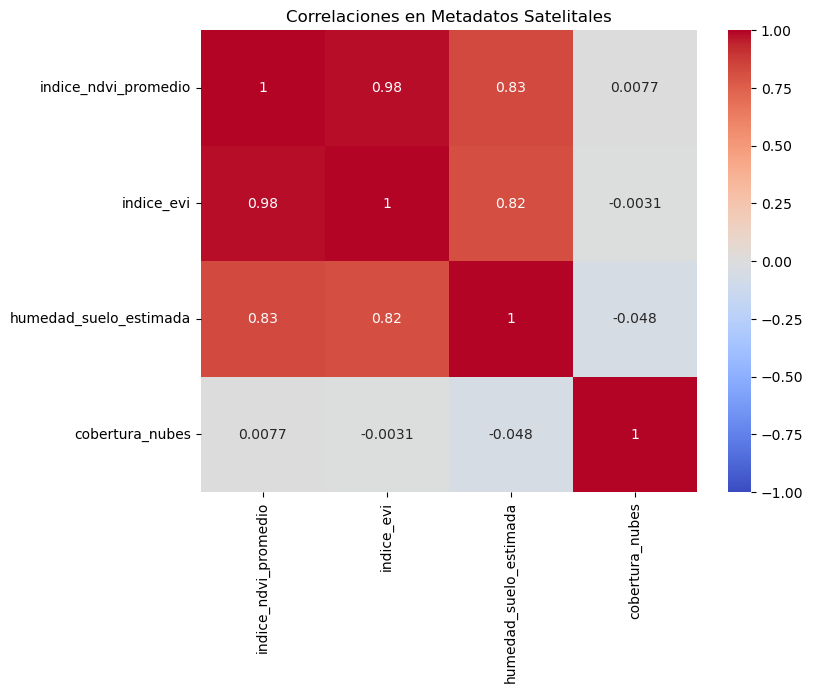 Correlaciones en Metadatos Satelitales
indice_ndvi_promedio 1 0.98 0.83 0.0077
indice_evi 0.98 1 0.82 -0.0031
humedad_suelo_estimada 0.83 0.82 1 -0.048
cobertura_nubes 0.0077 -0.0031 -0.048 1
indice_ndvi_promedio
indice_evi
humedad_suelo_estimada
cobertura_nubes
1.00
0.75
0.50
0.25
0.00
−0.25
−0.50
−0.75
−1.00